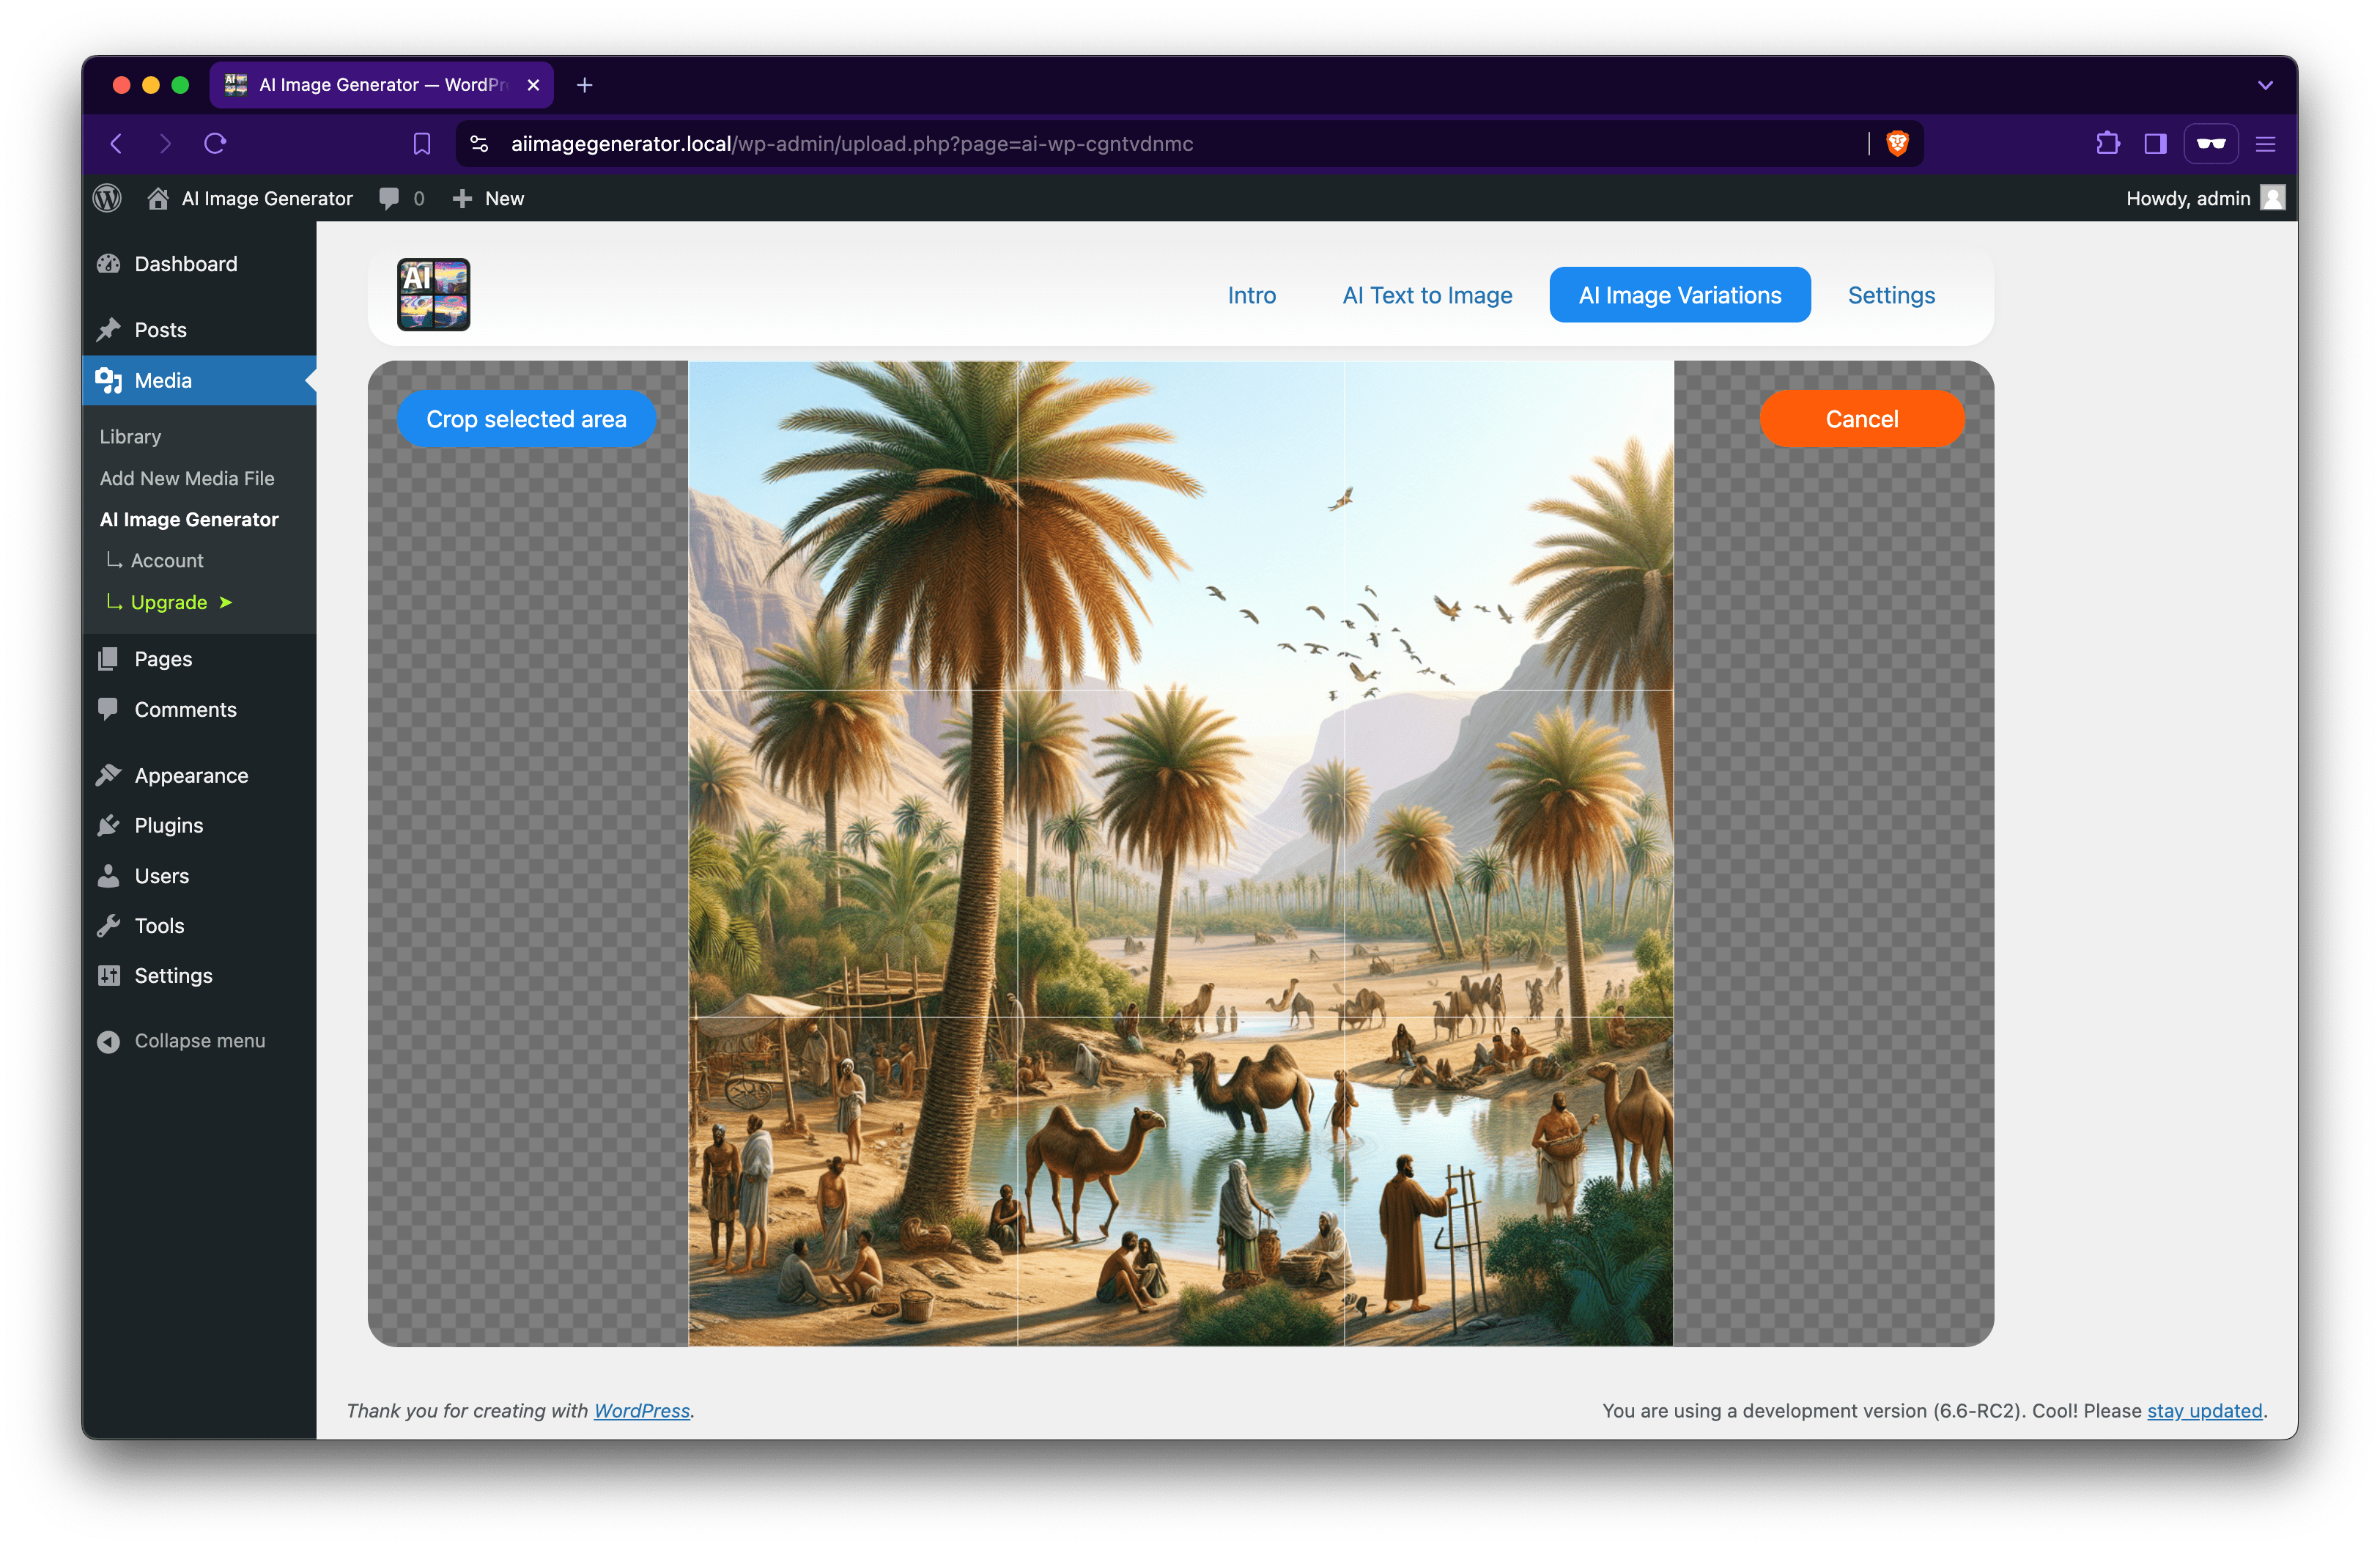 AI Image Generator — WordPr
aiimagegenerator.local/wp-admin/upload.php?page=ai-wp-cgntvdnmc
AI Image Generator
0
New
Howdy, admin
Dashboard
Posts
Media
Library
Add New Media File
AI Image Generator
Account
Upgrade ➤
Pages
Comments
Appearance
Plugins
Users
Tools
Settings
Collapse menu
AI
Intro
AI Text to Image
AI Image Variations
Settings
Crop selected area
Cancel
Thank you for creating with WordPress.
You are using a development version (6.6-RC2). Cool! Please stay updated.